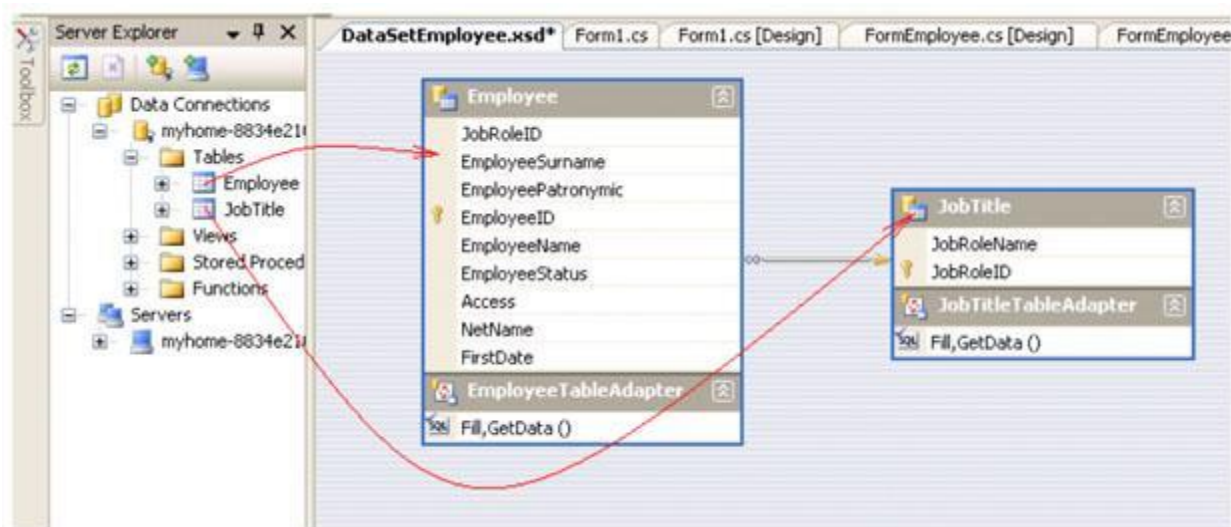 Toolbox
Server Explorer
Data Connections
myhome-8834e21
Tables
Employee
JobTitle
Views
Stored Proced
Functions
Servers
myhome-8834e21
DataSetEmployee.xsd* Form1.cs Form1.cs [Design] FormEmployee.cs [Design] FormEmployee
Employee
JobRoleID
EmployeeSurname
EmployeePatronymic
EmployeeID
EmployeeName
EmployeeStatus
Access
NetName
FirstDate
EmployeeTableAdapter
SQL Fill,GetData ()
JobTitle
JobRoleName
JobRoleID
JobTitleTableAdapter
SQL Fill,GetData ()